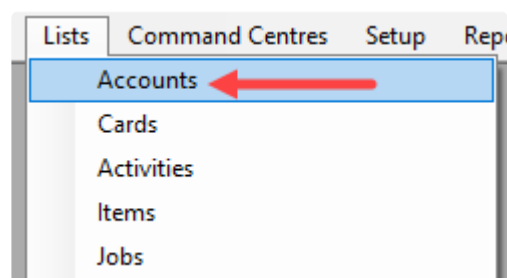 Lists Command Centres Setup
Accounts
Cards
Activities
Items
Jobs